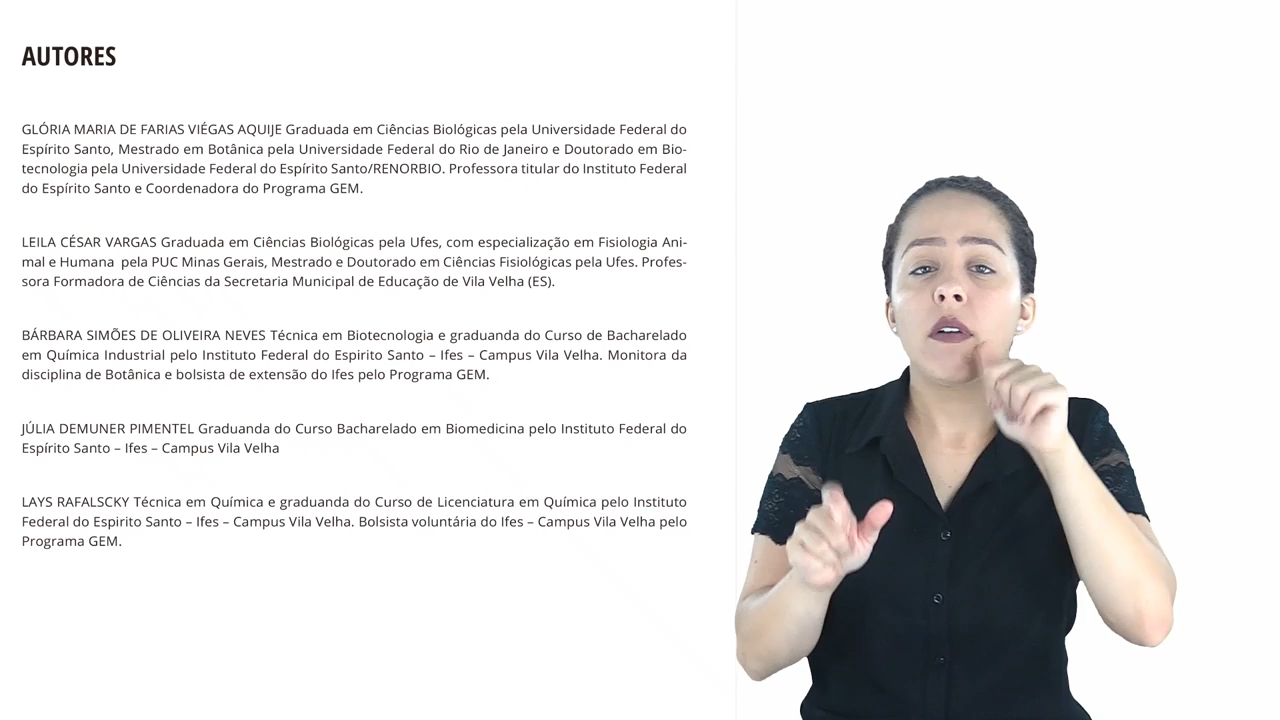 AUTORES
GLÓRIA MARIA DE FARIAS VIÉGAS AQUIJE Graduada em Ciências Biológicas pela Universidade Federal do
Espírito Santo, Mestrado em Botânica pela Universidade Federal do Rio de Janeiro e Doutorado em Bio-
tecnologia pela Universidade Federal do Espírito Santo/RENORBIO. Professora titular do Instituto Federal
do Espírito Santo e Coordenadora do Programa GEM.
LEILA CÉSAR VARGAS Graduada em Ciências Biológicas pela Ufes, com especialização em Fisiologia Ani-
mal e Humana pela PUC Minas Gerais, Mestrado e Doutorado em Ciências Fisiológicas pela Ufes. Profes-
sora Formadora de Ciências da Secretaria Municipal de Educação de Vila Velha (ES).
BÁRBARA SIMÕES DE OLIVEIRA NEVES Técnica em Biotecnologia e graduanda do Curso de Bacharelado
em Química Industrial pelo Instituto Federal do Espirito Santo – Ifes – Campus Vila Velha. Monitora da
disciplina de Botânica e bolsista de extensão do Ifes pelo Programa GEM.
JÚLIA DEMUNER PIMENTEL Graduanda do Curso Bacharelado em Biomedicina pelo Instituto Federal do
Espírito Santo – Ifes – Campus Vila Velha
LAYS RAFALSCKY Técnica em Química e graduanda do Curso de Licenciatura em Química pelo Instituto
Federal do Espirito Santo – Ifes – Campus Vila Velha. Bolsista voluntária do Ifes – Campus Vila Velha pelo
Programa GEM.